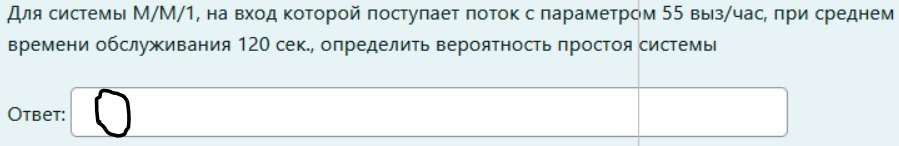 Для системы М/М/1, на вход которой поступает поток с параметром 55 выз/час, при среднем
времени обслуживания 120 сек., определить вероятность простоя системы
Ответ: 0